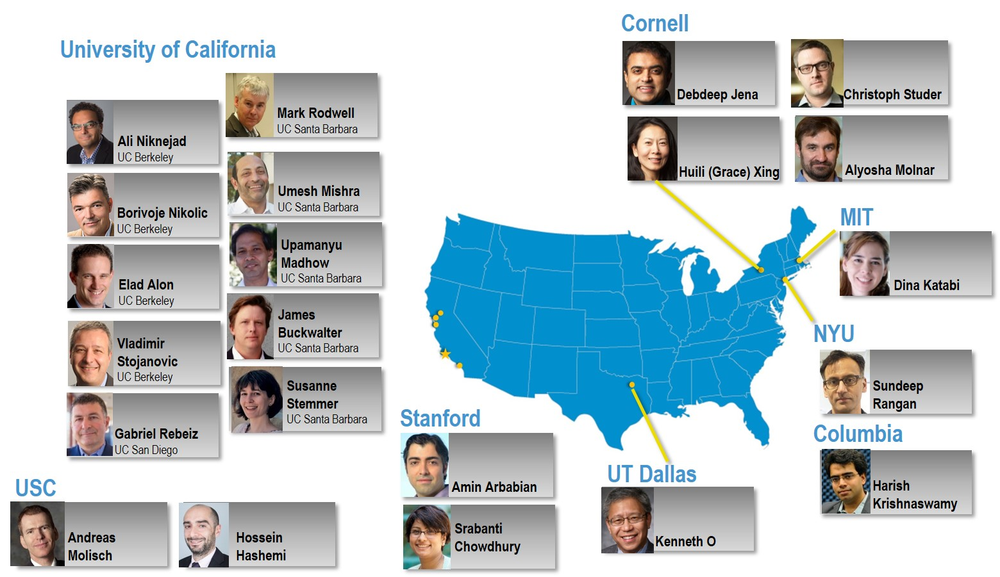 University of California
Ali Niknejad
UC Berkeley
Borivoje Nikolic
UC Berkeley
Elad Alon
UC Berkeley
Vladimir
Stojanovic
UC Berkeley
Gabriel Rebeiz
UC San Diego
Mark Rodwell
UC Santa Barbara
Umesh Mishra
UC Santa Barbara
Upamanyu
Madhow
UC Santa Barbara
James
Buckwalter
UC Santa Barbara
Susanne
Stemmer
UC Santa Barbara
USC
Andreas
Molisch
Hossein
Hashemi
Stanford
Amin Arbabian
Srabanti
Chowdhury
UT Dallas
Kenneth O
Cornell
Debdeep Jena
Christoph Studer
Huili (Grace) Xing
Alyosha Molnar
MIT
Dina Katabi
NYU
Sundeep
Rangan
Columbia
Harish
Krishnaswamy